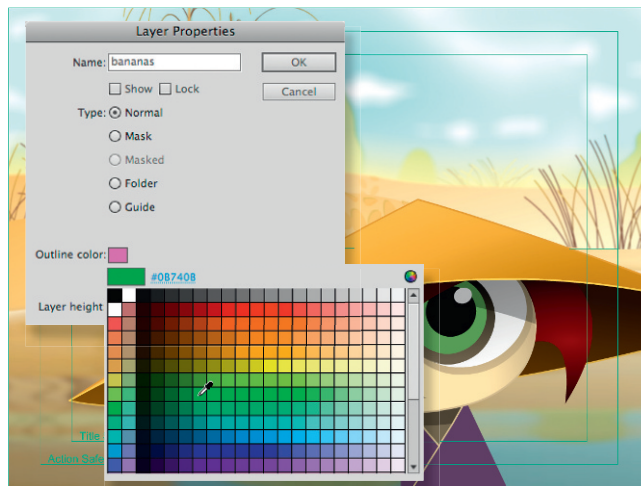 Layer Properties
Name: bananas
OK
Show Lock
Cancel
Type: Normal
Mask
Masked
Folder
Guide
Outline color:
#0B740B
Layer height
Title
Action Safe